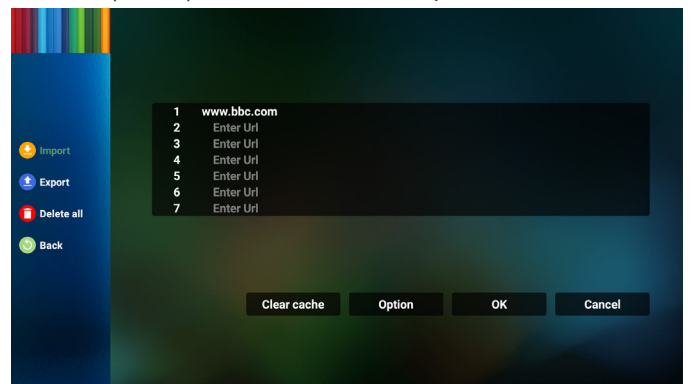 Import
Export
Delete all
Back
1 www.bbc.com
2 Enter Url
3 Enter Url
4 Enter Url
5 Enter Url
6 Enter Url
7 Enter Url
Clear cache Option OK Cancel